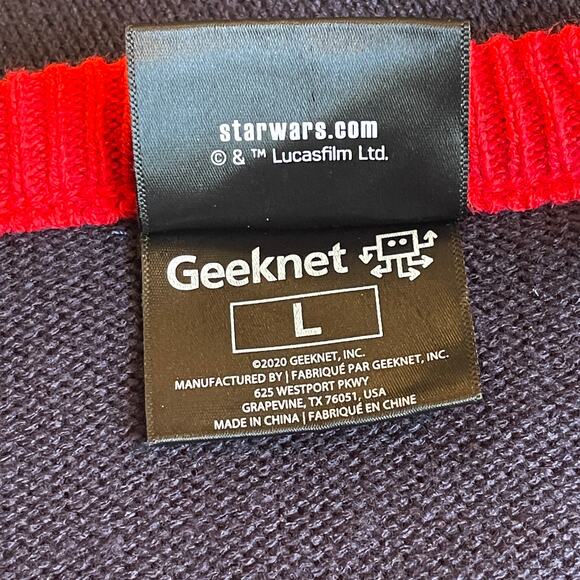 starwars.com
© & ™ Lucasfilm Ltd.
Geeknet
L
©2020 GEEKNET, INC.
MANUFACTURED BY | FABRIQUÉ PAR GEEKNET, INC.
625 WESTPORT PKWY
GRAPEVINE, TX 76051, USA
MADE IN CHINA | FABRIQUÉ EN CHINE